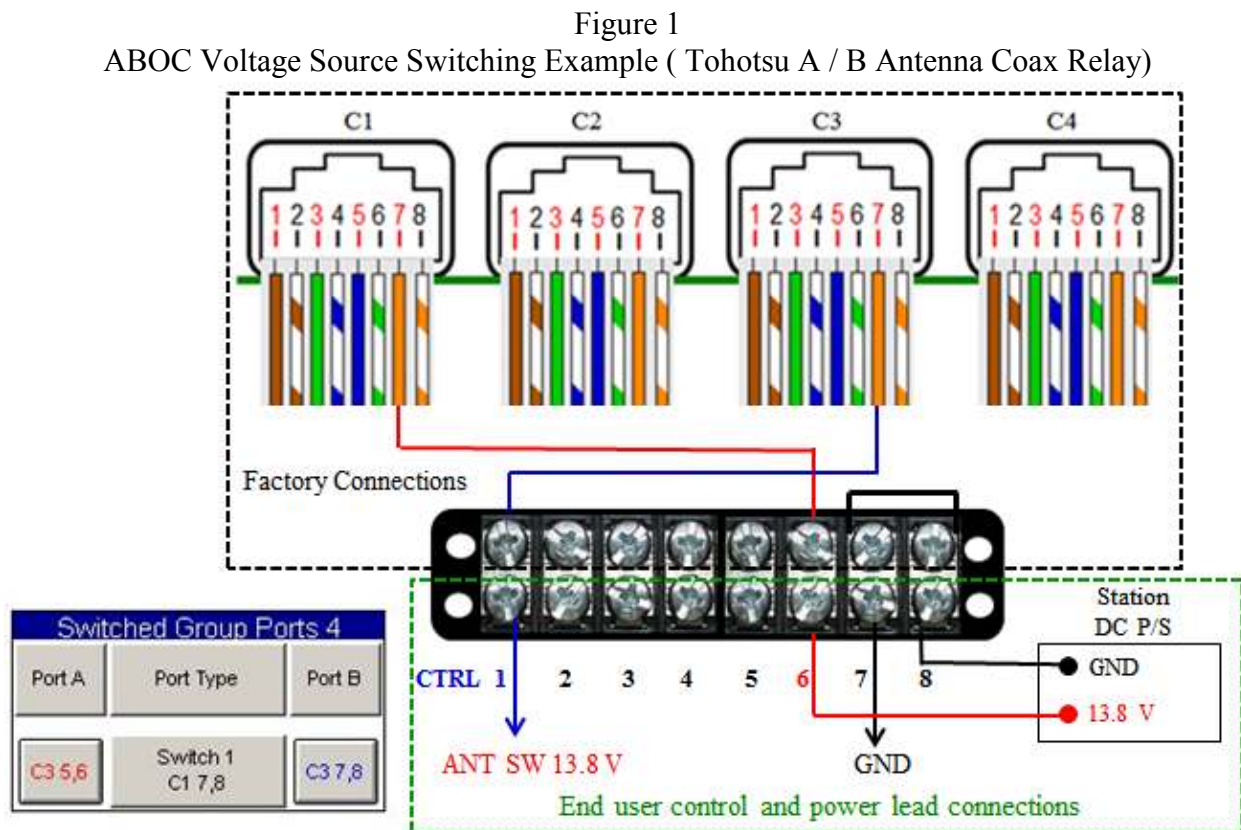 Figure 1
ABOC Voltage Source Switching Example ( Tohotsu A / B Antenna Coax Relay)
C1 C2 C3 C4
1 2 3 4 5 6 7 8 1 2 3 4 5 6 7 8 1 2 3 4 5 6 7 8 1 2 3 4 5 6 7 8
Factory Connections
Station
DC P/S
GND
13.8 V
CTRL 1 2 3 4 5 6 7 8
ANT SW 13.8 V GND
End user control and power lead connections
Switched Group Ports 4
Port A Port Type Port B
C3 5,6 Switch 1 C3 7,8
C1 7,8